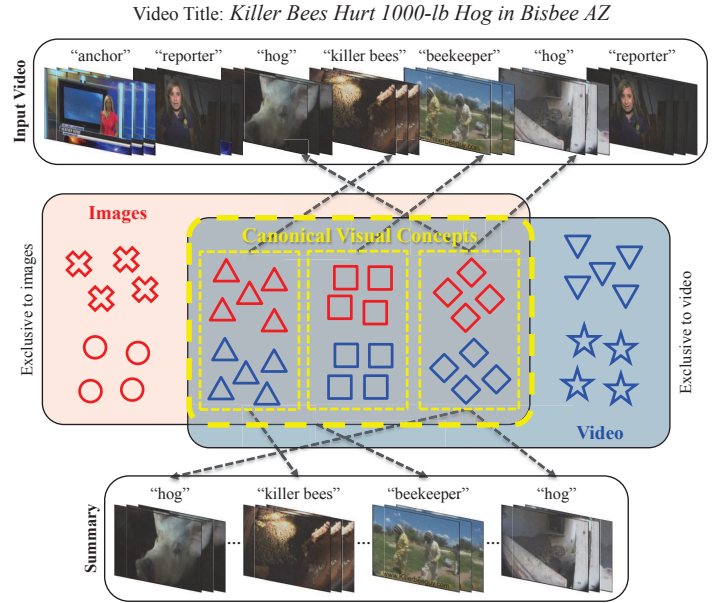 Video Title: Killer Bees Hurt 1000-lb Hog in Bisbee AZ
Input Video
“anchor” “reporter” “hog” “killer bees” “beekeeper” “hog” “reporter”
Images
Canonical Visual Concepts
Exclusive to images
Exclusive to video
Video
Summary
“hog” “killer bees” “beekeeper” “hog”